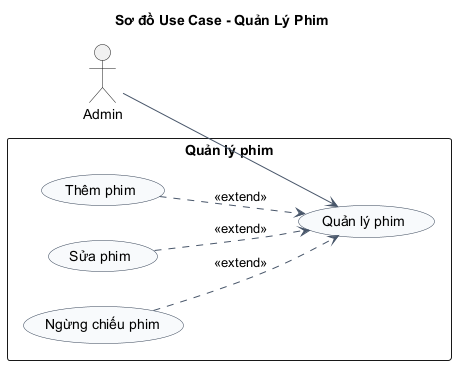 Sơ đồ Use Case - Quản Lý Phim
Admin
Quản lý phim
Thêm phim
«extend»
Quản lý phim
Sửa phim
«extend»
«extend»
Ngừng chiếu phim